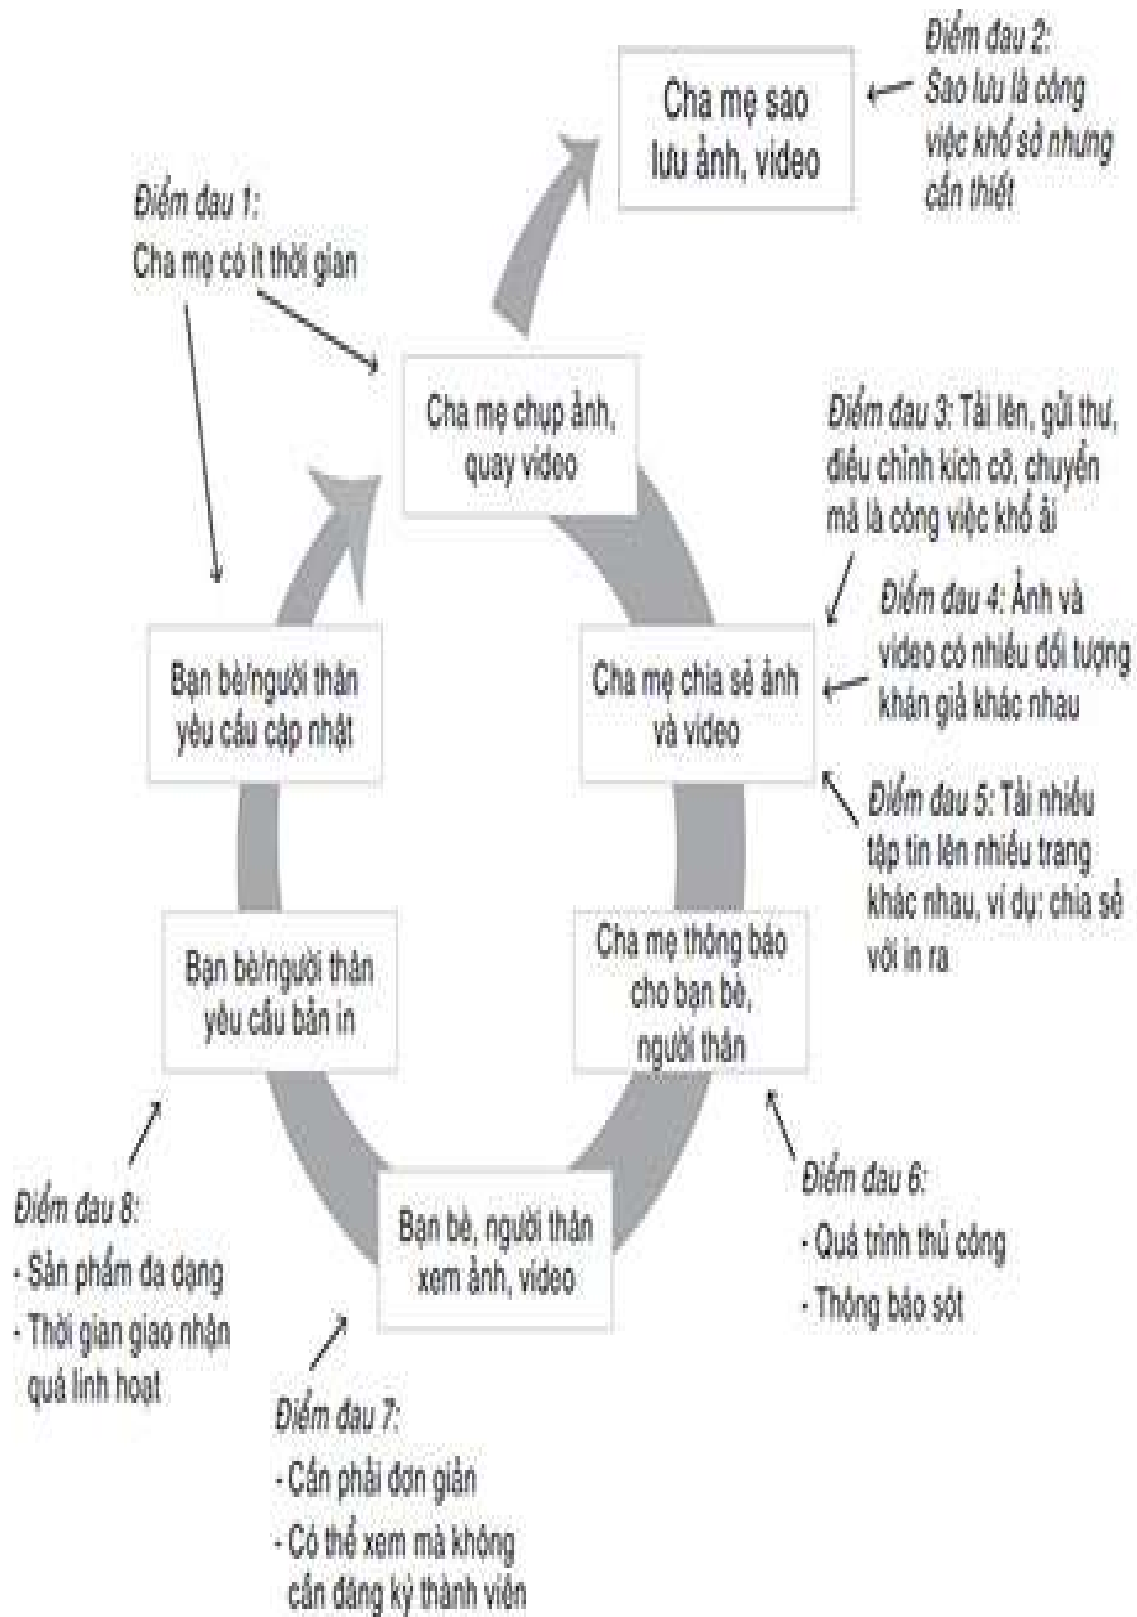 Điểm đau 2:
Sao lưu là công
việc khổ sở nhưng
cần thiết
Cha mẹ sao
lưu ảnh, video
Điểm đau 1:
Cha mẹ có ít thời gian
Cha mẹ chụp ảnh,
quay video
Điểm đau 3: Tải lên, gửi thư,
điều chỉnh kích cỡ, chuyển
mã là công việc khổ ải
Điểm đau 4: Ảnh và
video có nhiều đối tượng
khán giả khác nhau
Cha mẹ chia sẻ ảnh
và video
Điểm đau 5: Tải nhiều
tập tin lên nhiều trang
khác nhau, ví dụ: chia sẻ
với in ra
Cha mẹ thông báo
cho bạn bè,
người thân
Điểm đau 6:
- Quá trình thủ công
- Thông báo sót
Bạn bè, người thân
xem ảnh, video
Điểm đau 7:
- Cần phải đơn giản
- Có thể xem mà không
cần đăng ký thành viên
Bạn bè/người thân
yêu cầu bản in
Điểm đau 8:
- Sản phẩm đa dạng
- Thời gian giao nhận
quá linh hoạt
Bạn bè/người thân
yêu cầu cập nhật